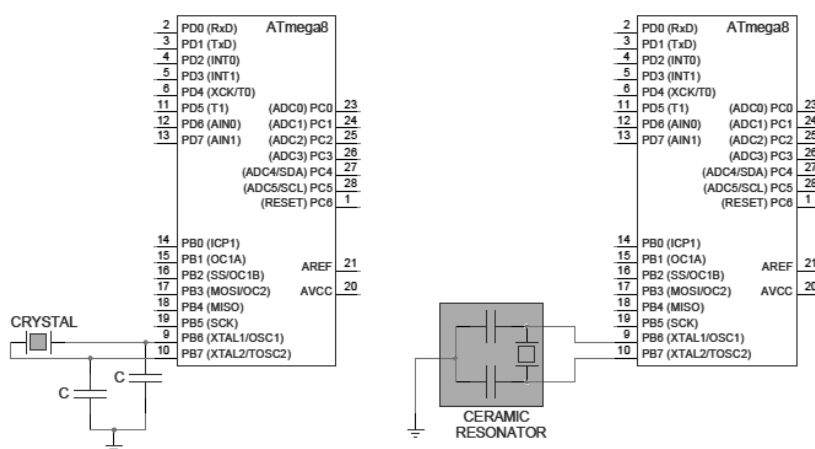 ATmega8
2 PD0 (RxD)
3 PD1 (TxD)
4 PD2 (INT0)
5 PD3 (INT1)
6 PD4 (XCK/T0)
11 PD5 (T1) (ADC0) PC0 23
12 PD6 (AIN0) (ADC1) PC1 24
13 PD7 (AIN1) (ADC2) PC2 25
(ADC3) PC3 26
(ADC4/SDA) PC4 27
(ADC5/SCL) PC5 28
(RESET) PC6 1
14 PB0 (ICP1)
15 PB1 (OC1A)
AREF 21
16 PB2 (SS/OC1B)
17 PB3 (MOSI/OC2) AVCC 20
18 PB4 (MISO)
19 PB5 (SCK)
9 PB6 (XTAL1/OSC1)
10 PB7 (XTAL2/TOSC2)
CRYSTAL
C
C
ATmega8
2 PD0 (RxD)
3 PD1 (TxD)
4 PD2 (INT0)
5 PD3 (INT1)
6 PD4 (XCK/T0)
11 PD5 (T1) (ADC0) PC0 23
12 PD6 (AIN0) (ADC1) PC1 24
13 PD7 (AIN1) (ADC2) PC2 25
(ADC3) PC3 26
(ADC4/SDA) PC4 27
(ADC5/SCL) PC5 28
(RESET) PC6 1
14 PB0 (ICP1)
15 PB1 (OC1A)
AREF 21
16 PB2 (SS/OC1B)
17 PB3 (MOSI/OC2) AVCC 20
18 PB4 (MISO)
19 PB5 (SCK)
9 PB6 (XTAL1/OSC1)
10 PB7 (XTAL2/TOSC2)
CERAMIC
RESONATOR